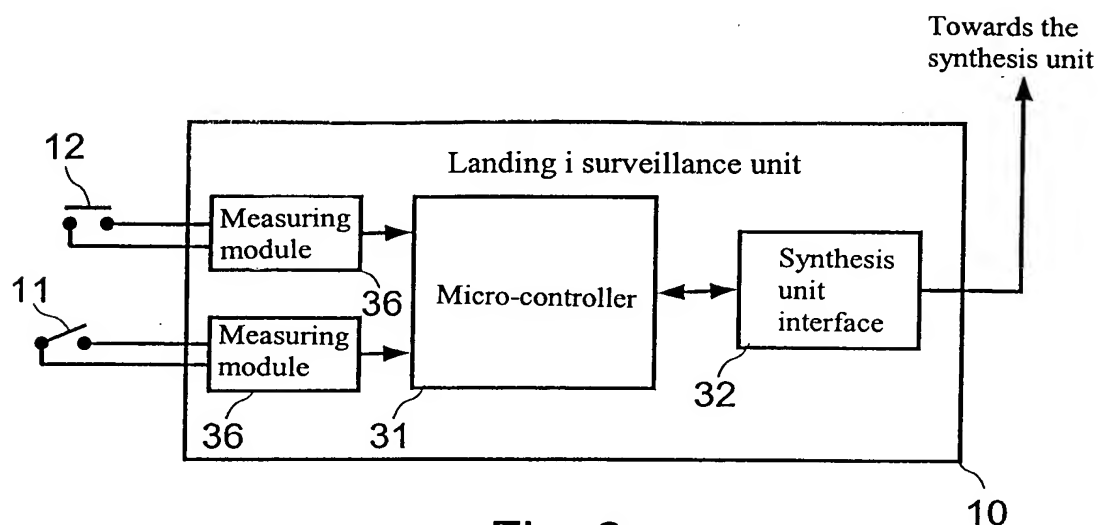 Towards the
synthesis unit
12
Landing i surveillance unit
Measuring
module
36
Micro-controller
Synthesis
unit
interface
32
11
Measuring
module
36
31
10